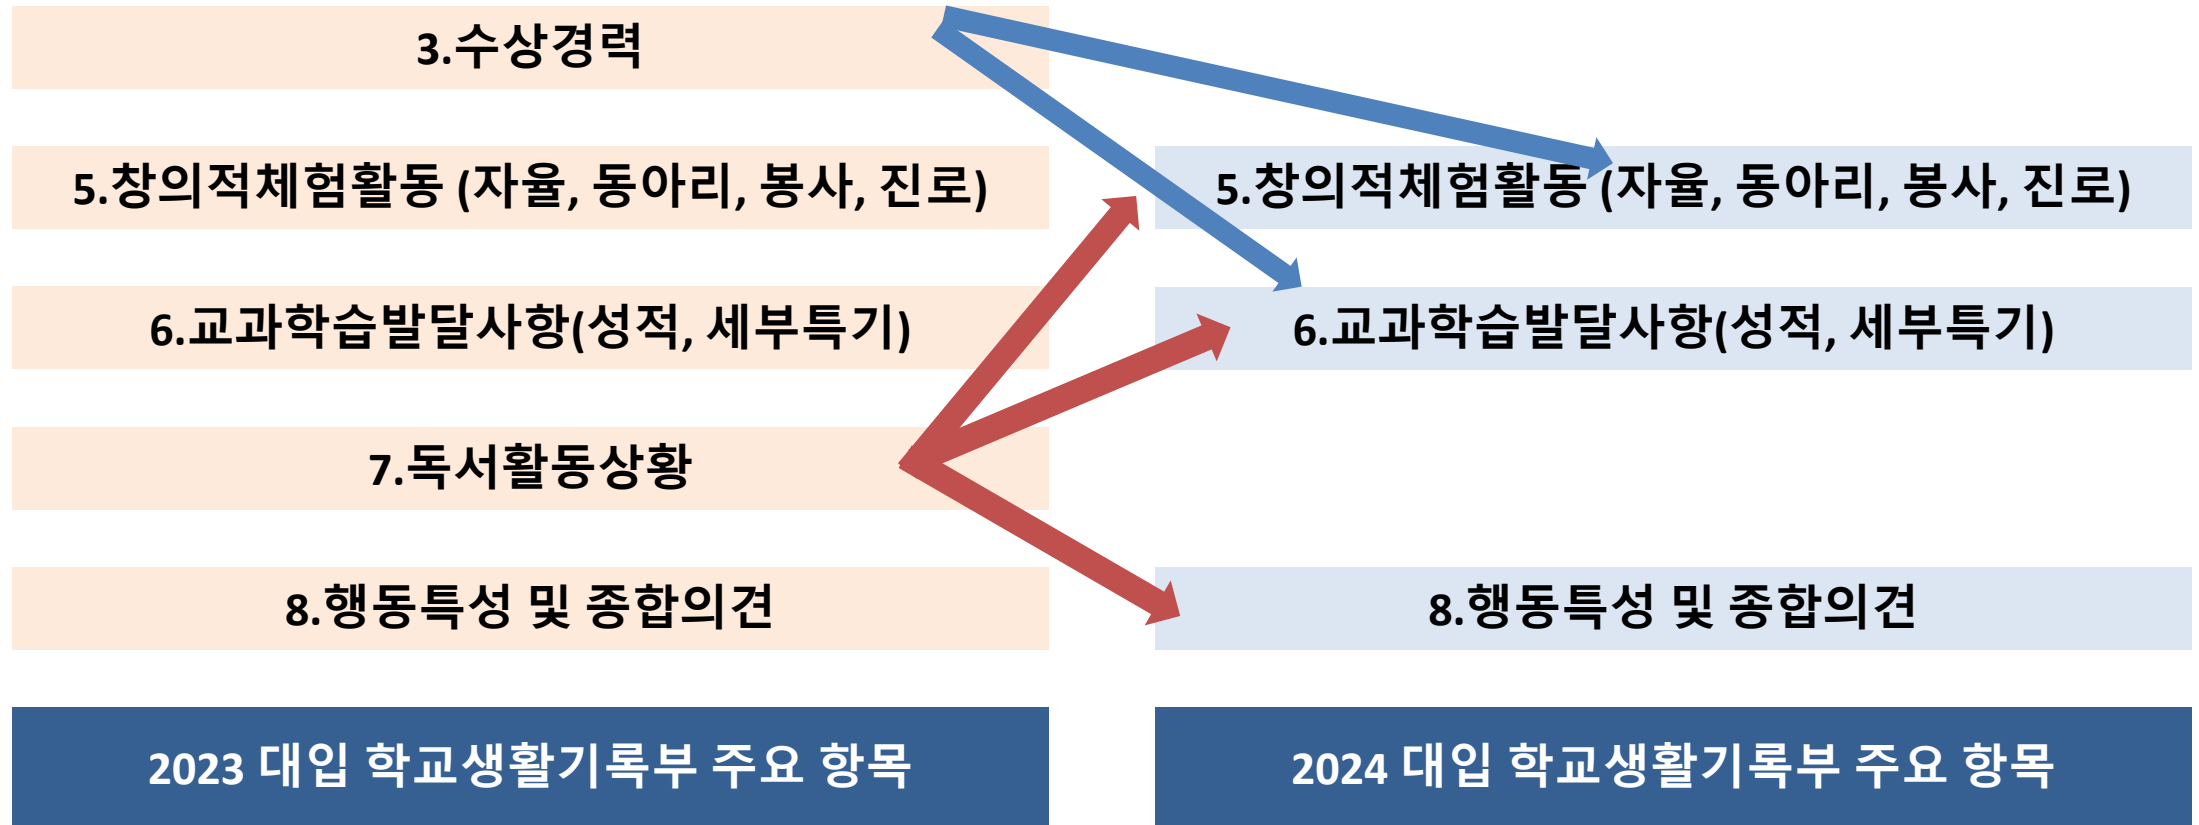 3.수상경력
5.창의적체험활동 (자율, 동아리, 봉사, 진로)
6.교과학습발달사항(성적, 세부특기)
7.독서활동상황
8.행동특성 및 종합의견
2023 대입 학교생활기록부 주요 항목
5.창의적체험활동 (자율, 동아리, 봉사, 진로)
6.교과학습발달사항(성적, 세부특기)
8.행동특성 및 종합의견
2024 대입 학교생활기록부 주요 항목